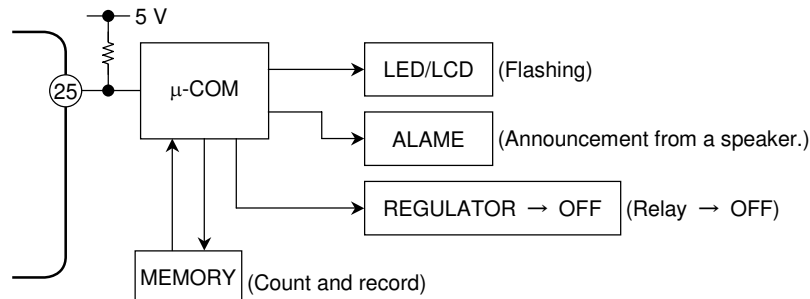 5 V
25
μ-COM
LED/LCD (Flashing)
ALAME (Announcement from a speaker.)
REGULATOR → OFF (Relay → OFF)
MEMORY (Count and record)